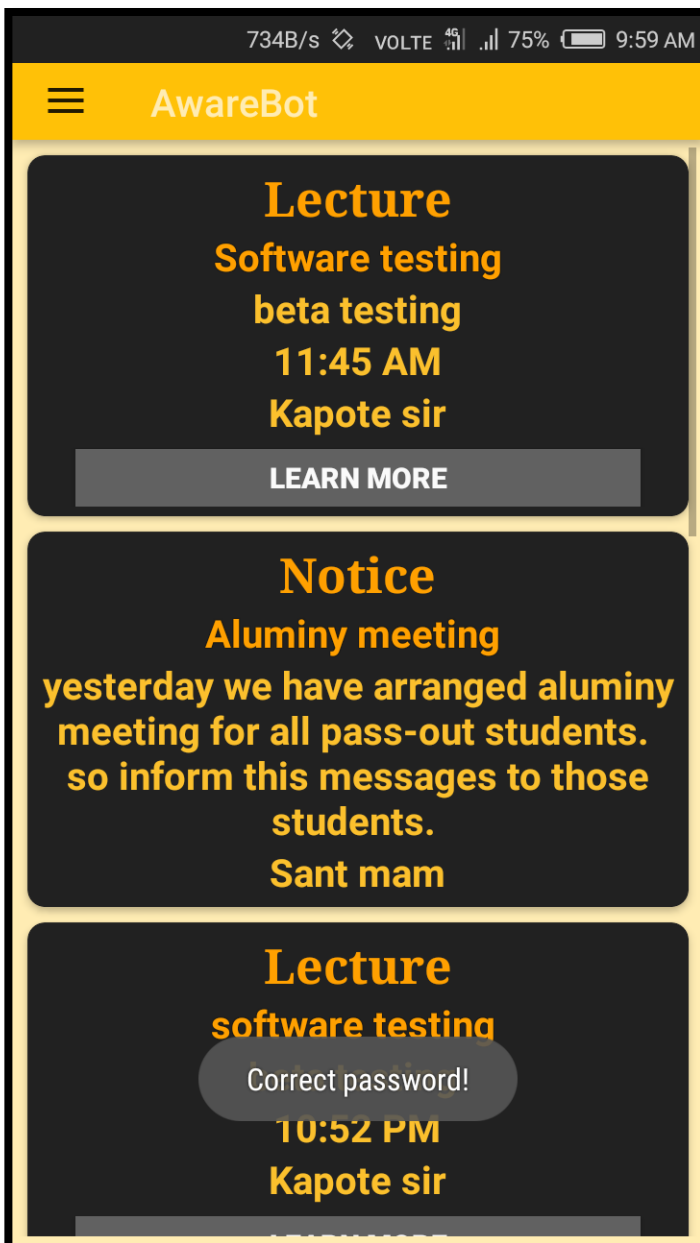 734B/s VOLTE 4G 75% 9:59 AM
AwareBot
Lecture
Software testing
beta testing
11:45 AM
Kapote sir
LEARN MORE
Notice
Aluminy meeting
yesterday we have arranged aluminy
meeting for all pass-out students.
so inform this messages to those
students.
Sant mam
Lecture
software testing
Correct password!
10:52 PM
Kapote sir
LEARN MORE